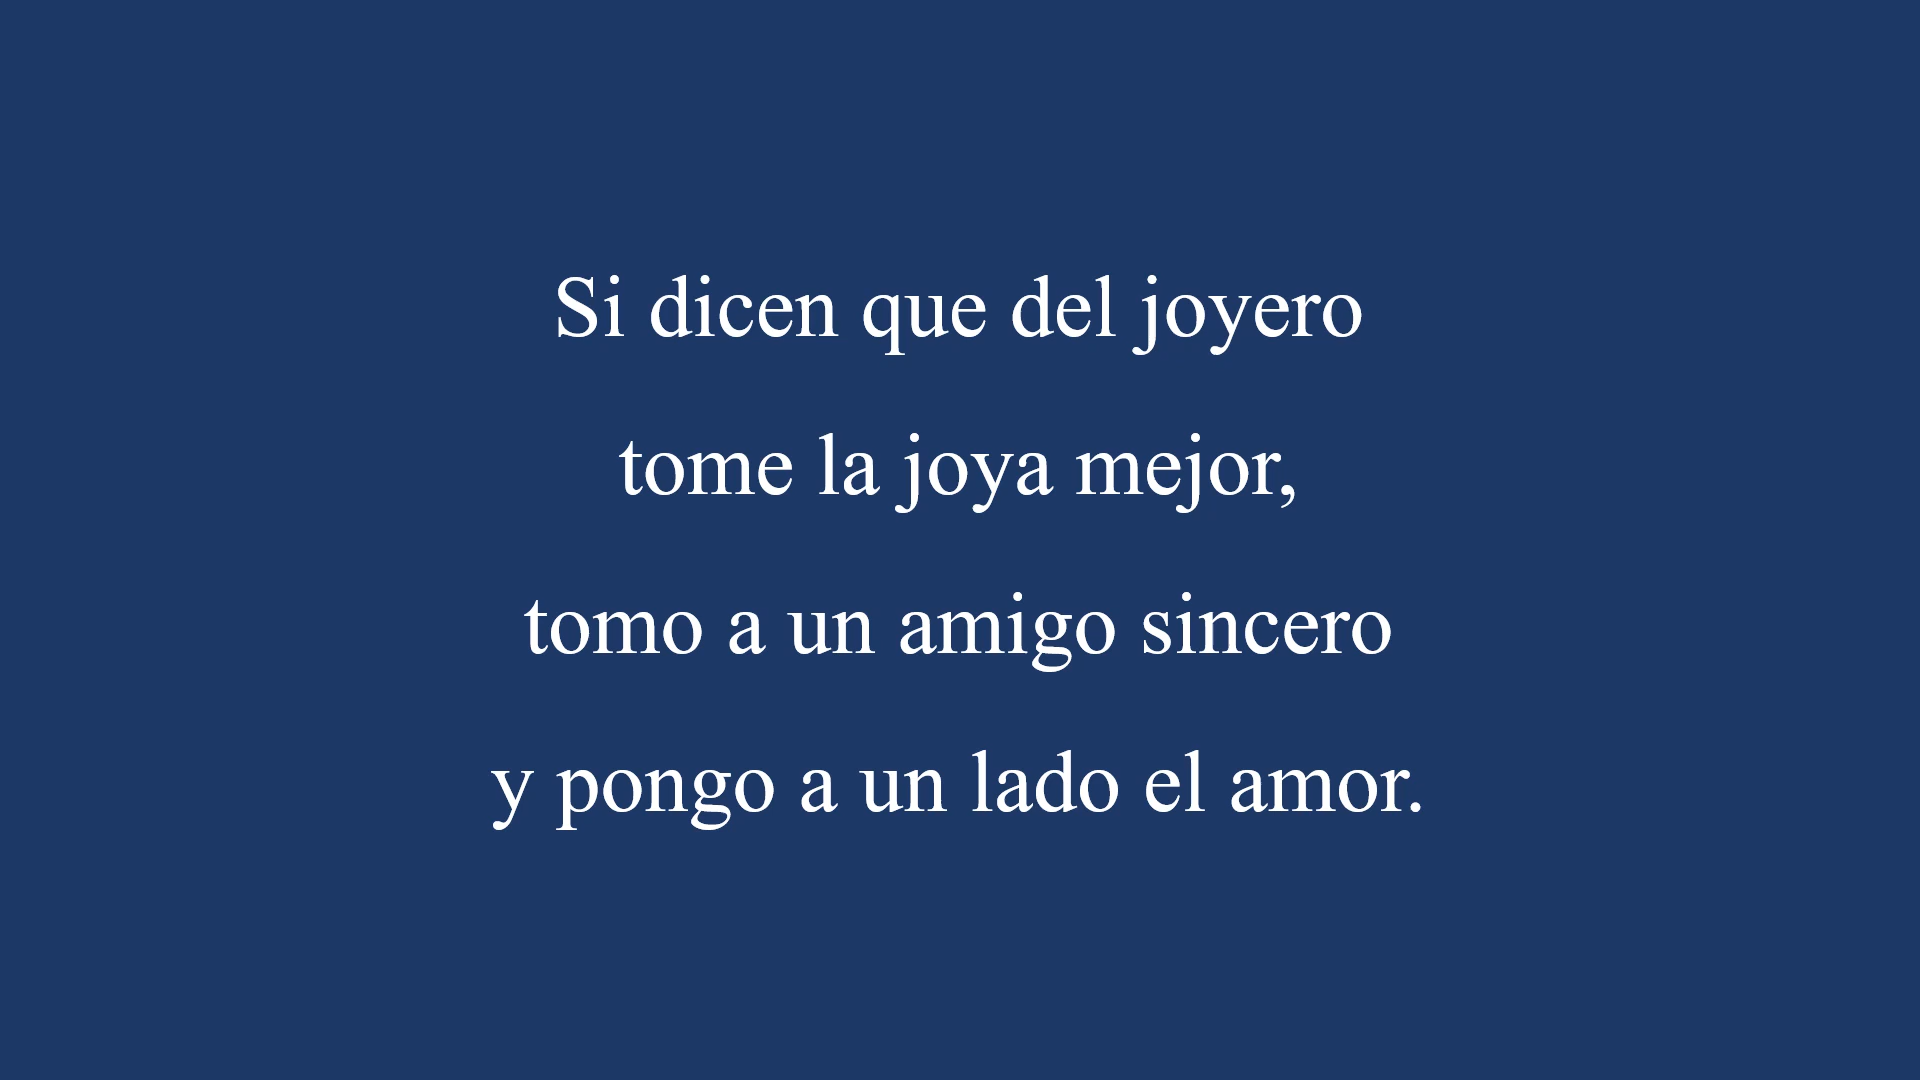 Si dicen que del joyero
tome la joya mejor,
tomo a un amigo sincero
y pongo a un lado el amor.